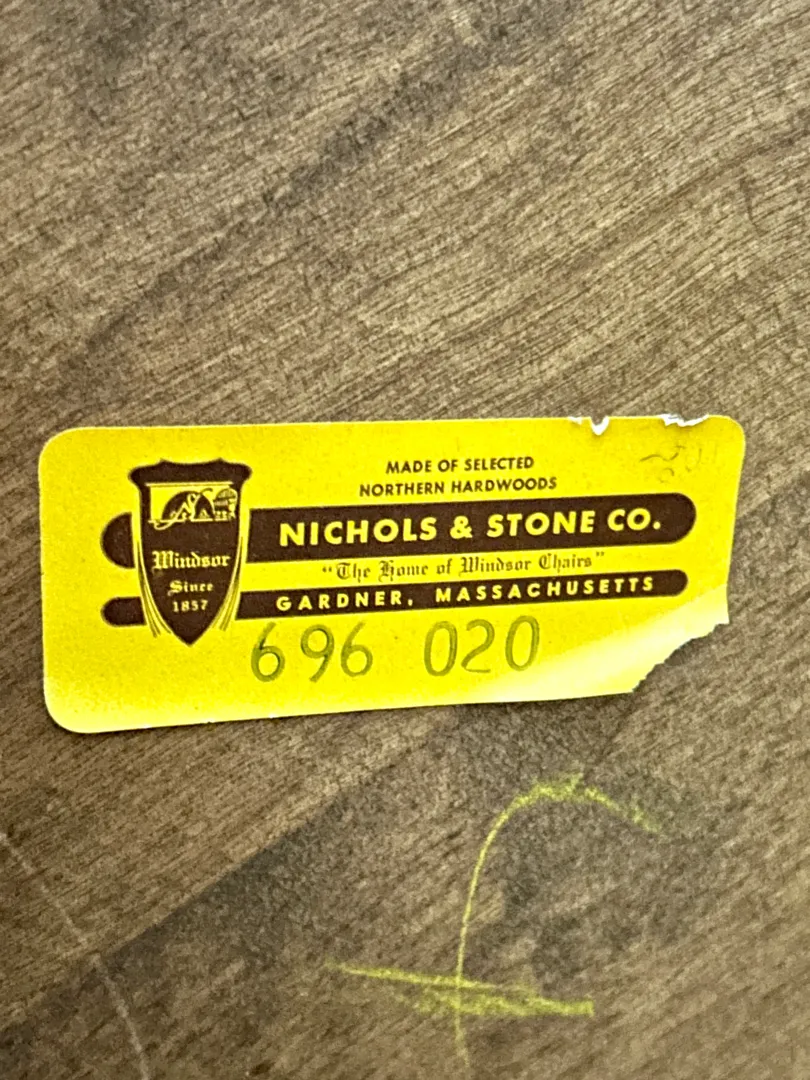 MADE OF SELECTED
NORTHERN HARDWOODS
NICHOLS & STONE CO.
"The Home of Windsor Chairs"
GARDNER, MASSACHUSETTS
Windsor
Since
1857
696 020